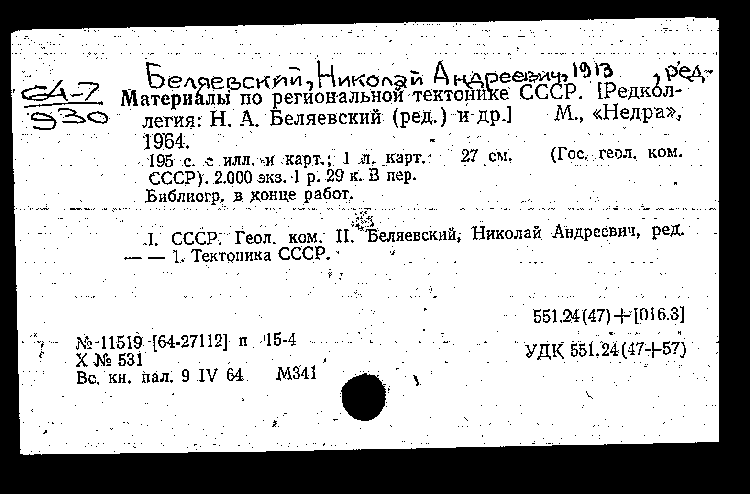 Беляевский, Николай Андреевич, 1913 , ред.
С4-7
930
Материалы по региональной тектонике СССР. [Редкол-
легия: Н. А. Беляевский (ред.) и др.] М., «Недра»,
1964.
195 с. с илл. и карт.; 1 л. карт. 27 см. (Гос. геол. ком.
СССР). 2.000 экз. 1 р. 29 к. В пер.
Библиогр. в конце работ.
I. СССР. Геол. ком. II. Беляевский, Николай Андреевич, ред.
— — 1. Тектоника СССР.
551.24(47)+[016.3]
№ 11519 [64-27112] п 15-4
X № 531
УДК 551.24(47+57)
Вс. кн. пал. 9 IV 64 М341